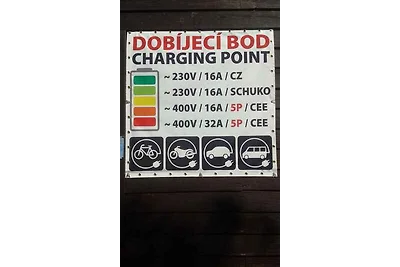 DOBÍJECÍ BOD
CHARGING POINT
~ 230V / 16A / CZ
~ 230V / 16A / SCHUKO
~ 400V / 16A / 5P / CEE
~ 400V / 32A / 5P / CEE